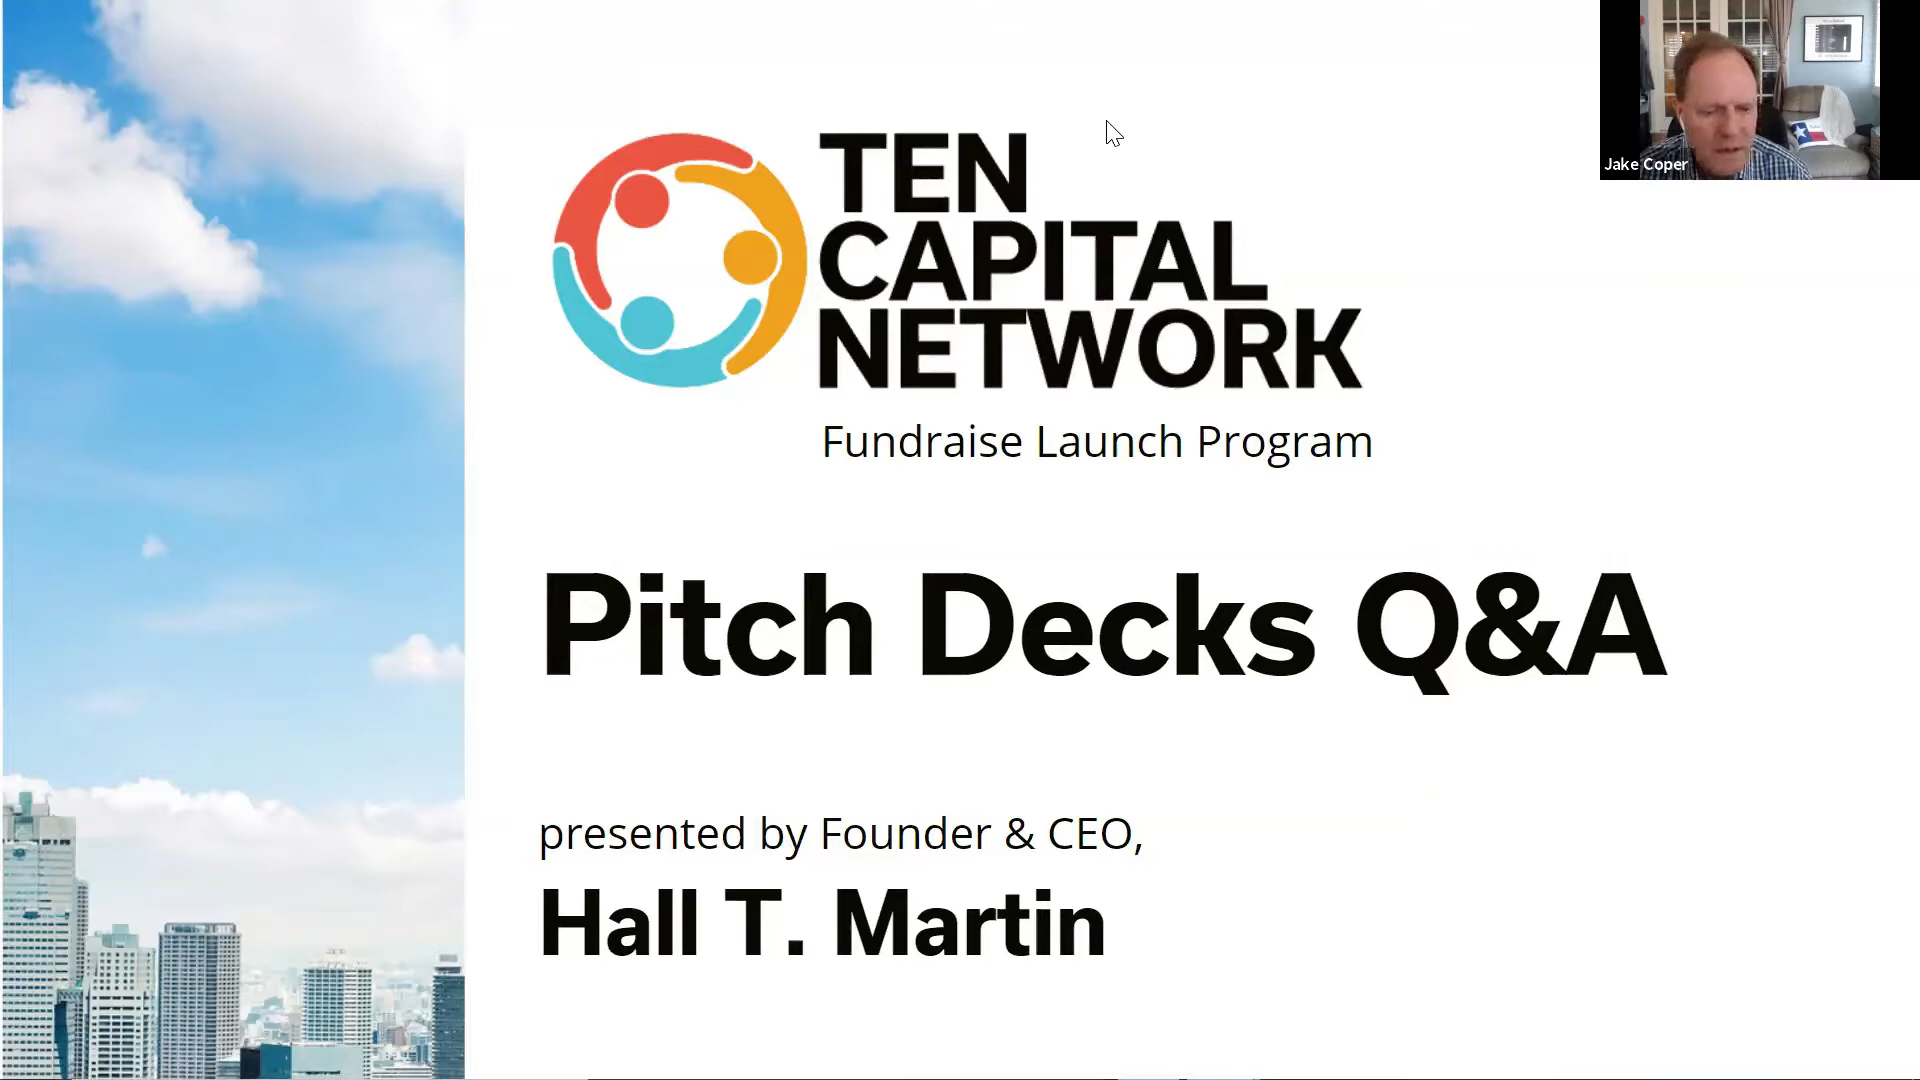 TEN
CAPITAL
NETWORK
Fundraise Launch Program
Pitch Decks Q&A
presented by Founder & CEO,
Hall T. Martin
Jake Coper